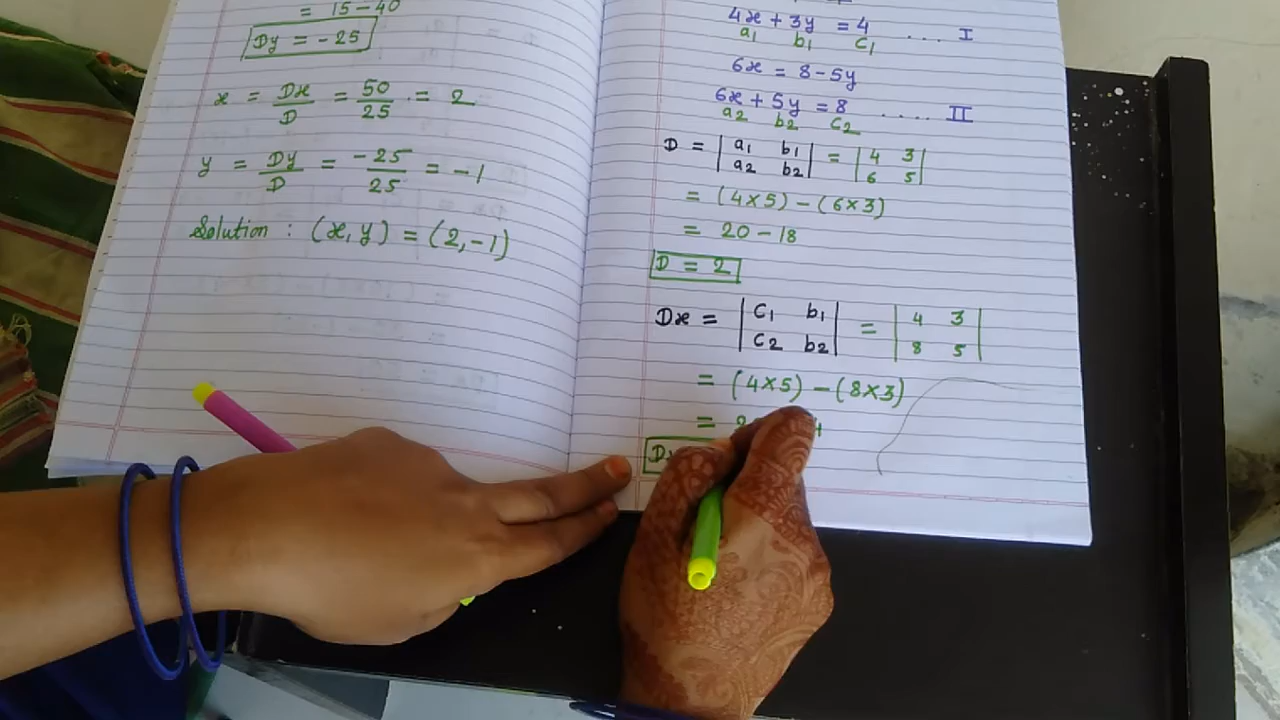 = 15 - 40
Dy = -25
x = Dx/D = 50/25 = 2
y = Dy/D = -25/25 = -1
Solution : (x, y) = (2, -1)
4x + 3y = 4 .... I
a1 b1 c1
6x = 8 - 5y
6x + 5y = 8 .... II
a2 b2 c2
D = | a1 b1 | = | 4 3 |
| a2 b2 | | 6 5 |
= (4×5) - (6×3)
= 20 - 18
D = 2
Dx = | c1 b1 | = | 4 3 |
| c2 b2 | | 8 5 |
= (4×5) - (8×3)
=